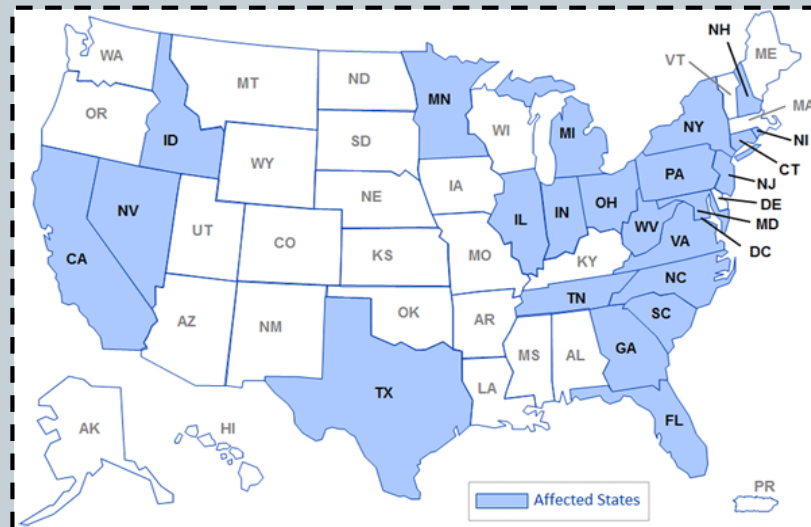 WA
MT
ND
MN
NH
ME
VT
OR
ID
SD
WI
MI
NY
MA
NI
CT
WY
NE
IA
PA
NJ
DE
MD
DC
NV
UT
CO
IL
IN
OH
WV
VA
CA
KS
MO
KY
NC
AZ
NM
OK
AR
TN
SC
TX
LA
MS
AL
GA
FL
AK
HI
PR
Affected States